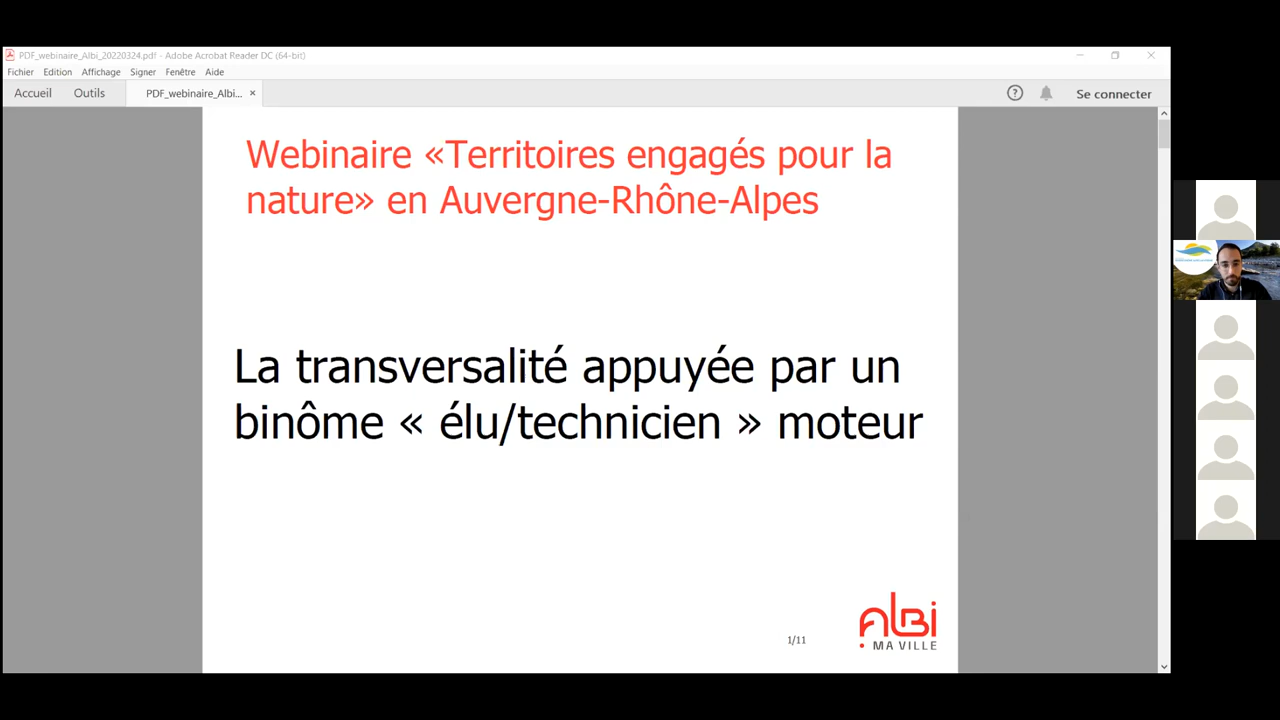 PDF_webinaire_Albi_20220324.pdf - Adobe Acrobat Reader DC (64-bit)
Fichier Edition Affichage Signer Fenêtre Aide
Accueil Outils PDF_webinaire_Albi... × Se connecter
Webinaire «Territoires engagés pour la
nature» en Auvergne-Rhône-Alpes
La transversalité appuyée par un
binôme « élu/technicien » moteur
1/11
ALBi
MA VILLE